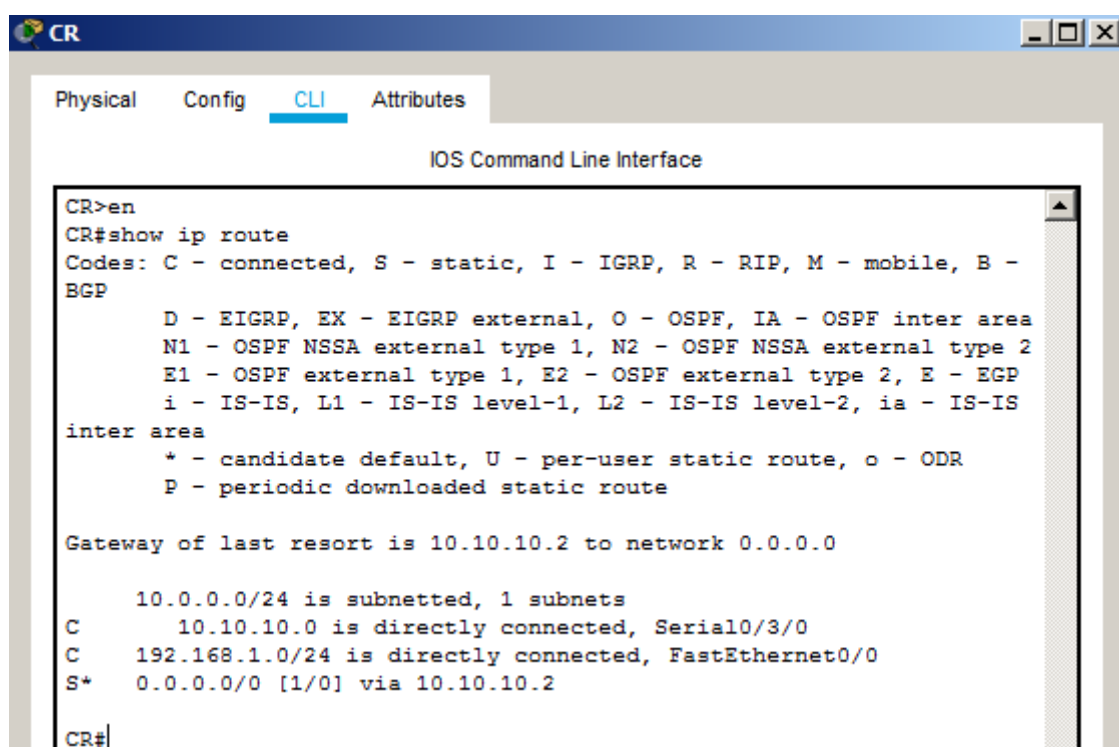 CR
Physical Config CLI Attributes
IOS Command Line Interface
CR>en
CR#show ip route
Codes: C - connected, S - static, I - IGRP, R - RIP, M - mobile, B -
BGP
D - EIGRP, EX - EIGRP external, O - OSPF, IA - OSPF inter area
N1 - OSPF NSSA external type 1, N2 - OSPF NSSA external type 2
E1 - OSPF external type 1, E2 - OSPF external type 2, E - EGP
i - IS-IS, L1 - IS-IS level-1, L2 - IS-IS level-2, ia - IS-IS
inter area
* - candidate default, U - per-user static route, o - ODR
P - periodic downloaded static route
Gateway of last resort is 10.10.10.2 to network 0.0.0.0
10.0.0.0/24 is subnetted, 1 subnets
C 10.10.10.0 is directly connected, Serial0/3/0
C 192.168.1.0/24 is directly connected, FastEthernet0/0
S* 0.0.0.0/0 [1/0] via 10.10.10.2
CR#